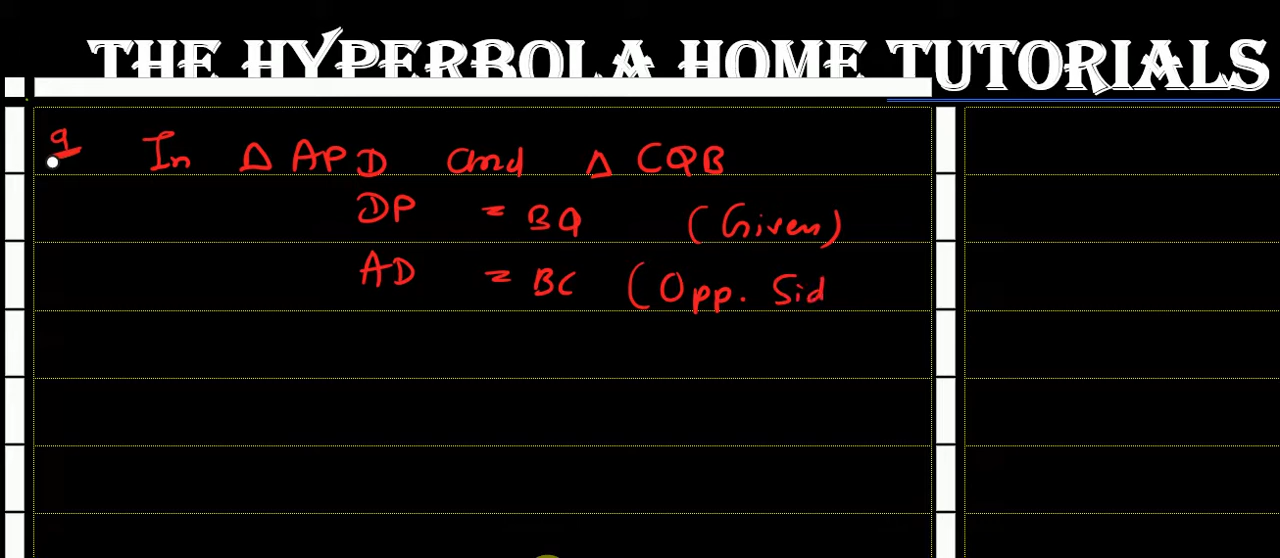 THE HYPERBOLA HOME TUTORIALS
9 In Δ APD and Δ CQB
DP = BQ (Given)
AD = BC (Opp. Sid